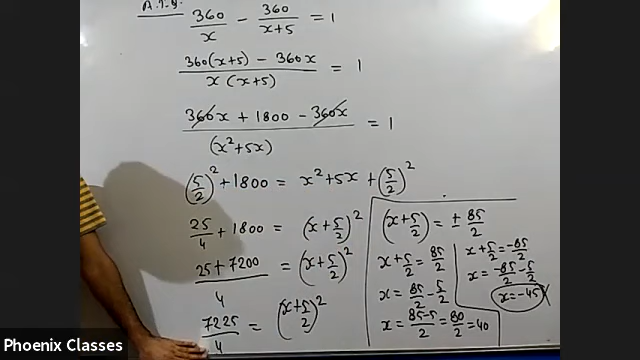 A.T.Q.
360/x - 360/x+5 = 1
360(x+5) - 360x / x(x+5) = 1
360x + 1800 - 360x / (x²+5x) = 1
(5/2)² + 1800 = x² + 5x + (5/2)²
25/4 + 1800 = (x + 5/2)²
25 + 7200 / 4 = (x + 5/2)²
7225/4 = (x + 5/2)²
(x + 5/2) = ± 85/2
x + 5/2 = 85/2
x = 85/2 - 5/2
x = 85-5/2 = 80/2 = 40
x + 5/2 = -85/2
x = -85/2 - 5/2
x = -45 X
Phoenix Classes